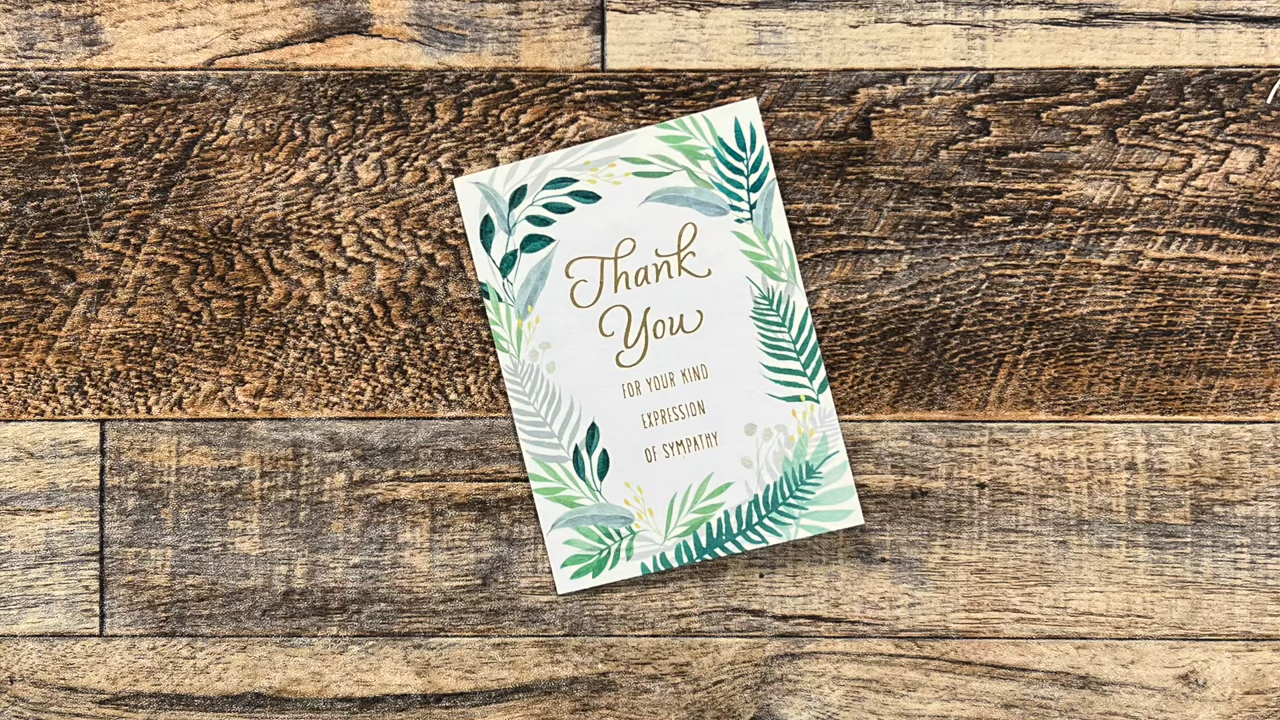 Thank
You
FOR YOUR KIND
EXPRESSION
OF SYMPATHY